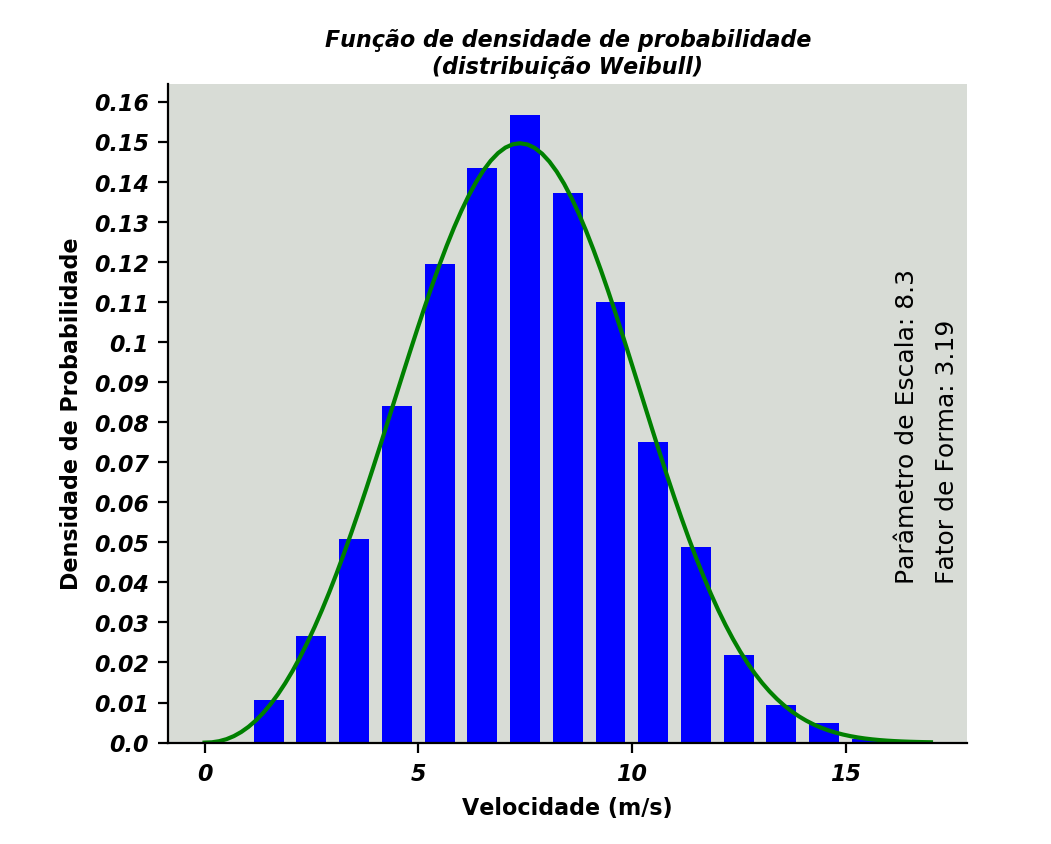 Função de densidade de probabilidade
(distribuição Weibull)
Densidade de Probabilidade
0.16
0.15
0.14
0.13
0.12
0.11
0.1
0.09
0.08
0.07
0.06
0.05
0.04
0.03
0.02
0.01
0.0
Parâmetro de Escala: 8.3
Fator de Forma: 3.19
0 5 10 15
Velocidade (m/s)